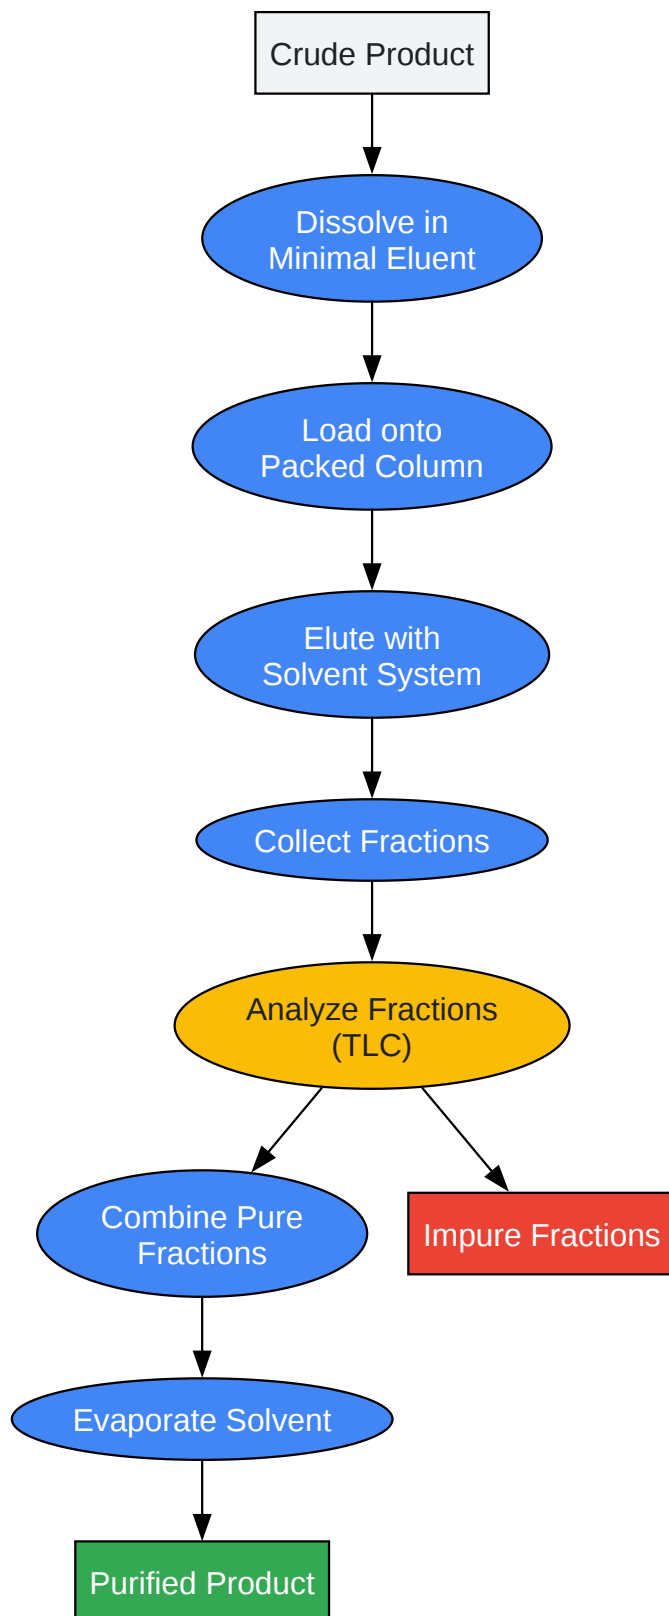 Crude Product
Dissolve in
Minimal Eluent
Load onto
Packed Column
Elute with
Solvent System
Collect Fractions
Analyze Fractions
(TLC)
Combine Pure
Fractions
Impure Fractions
Evaporate Solvent
Purified Product